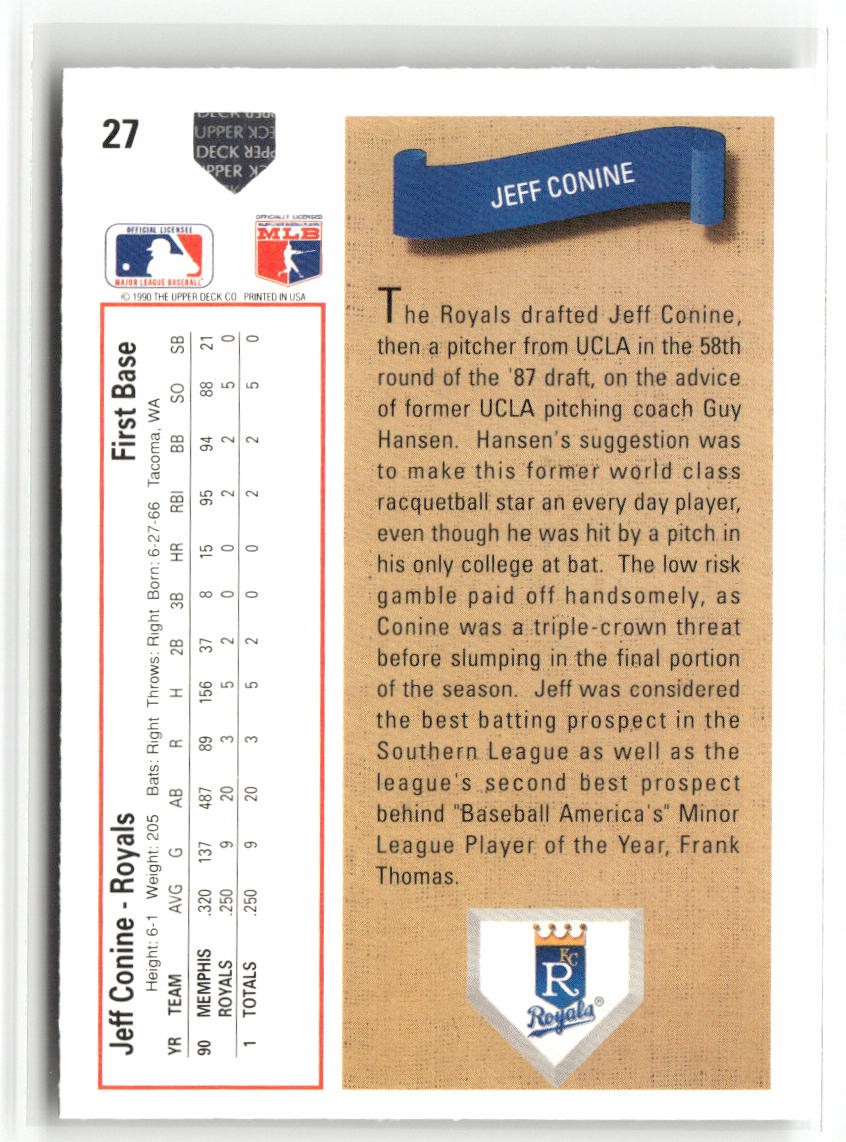 27
DECK UPPER
UPPER DECK
DECK UPPER
UPPER DECK
OFFICIAL LICENSEE
MAJOR LEAGUE BASEBALL
OFFICIALLY LICENSED
MAJOR LEAGUE BASEBALL PLAYERS
MLB
© 1990 THE UPPER DECK CO PRINTED IN USA
Jeff Conine - Royals First Base
Height: 6-1 Weight: 205 Bats: Right Throws: Right Born: 6-27-66 Tacoma, WA
YR TEAM AVG G AB R H 2B 3B HR RBI BB SO SB
90 MEMPHIS .320 137 487 89 156 37 8 15 95 94 88 21
ROYALS .250 9 20 3 5 2 0 0 2 2 5 0
1 TOTALS .250 9 20 3 5 2 0 0 2 2 5 0
JEFF CONINE
The Royals drafted Jeff Conine,
then a pitcher from UCLA in the 58th
round of the '87 draft, on the advice
of former UCLA pitching coach Guy
Hansen. Hansen's suggestion was
to make this former world class
racquetball star an every day player,
even though he was hit by a pitch in
his only college at bat. The low risk
gamble paid off handsomely, as
Conine was a triple-crown threat
before slumping in the final portion
of the season. Jeff was considered
the best batting prospect in the
Southern League as well as the
league's second best prospect
behind "Baseball America's" Minor
League Player of the Year, Frank
Thomas.
KC
R
Royals®